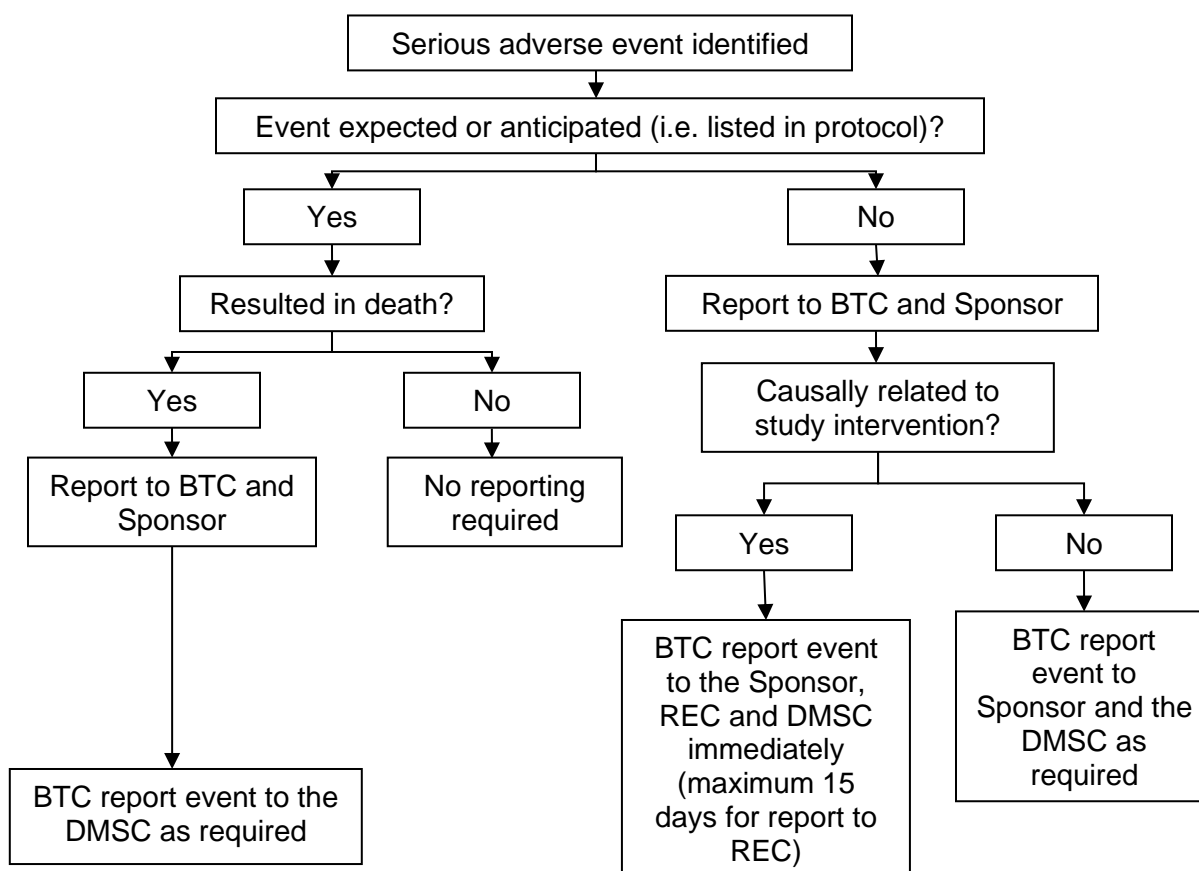 Serious adverse event identified
Event expected or anticipated (i.e. listed in protocol)?
Yes
No
Resulted in death?
Report to BTC and Sponsor
Yes
No
Causally related to
study intervention?
Report to BTC and
Sponsor
No reporting
required
Yes
No
BTC report event
to the Sponsor,
REC and DMSC
immediately
(maximum 15
days for report to
REC)
BTC report
event to
Sponsor and the
DMSC as
required
BTC report event to the
DMSC as required